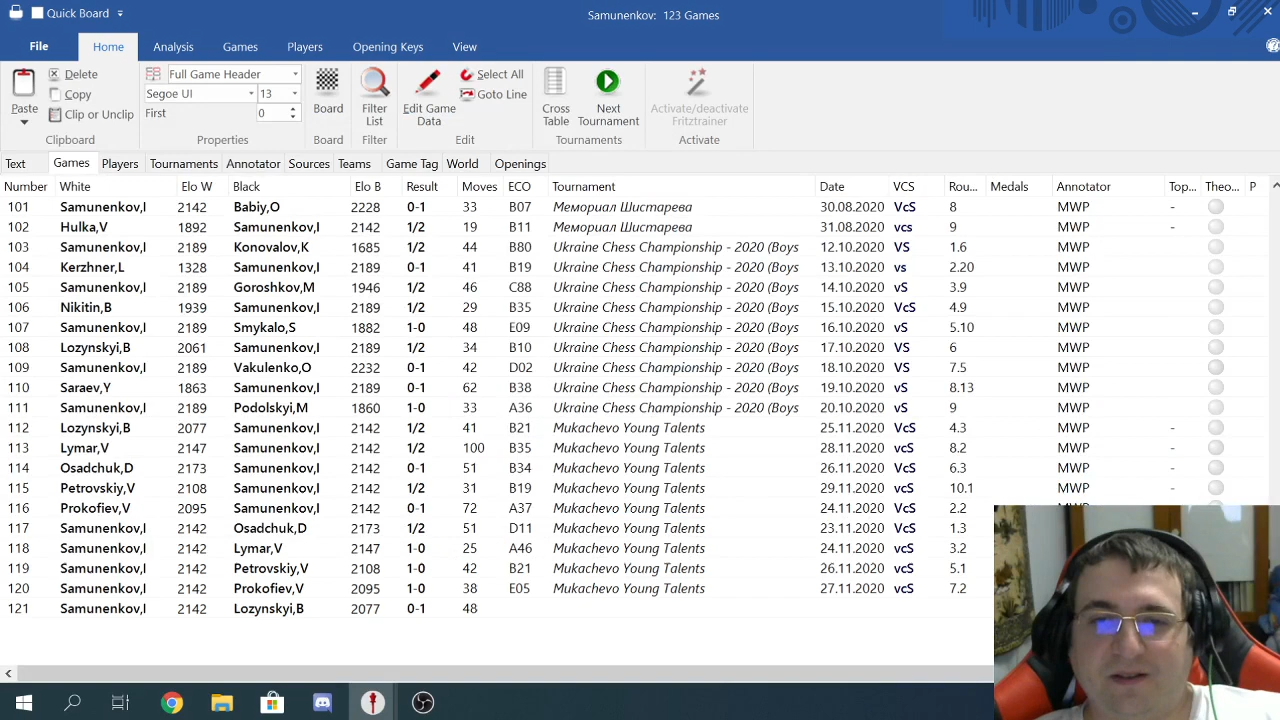 Quick Board
Samunenkov: 123 Games
File Home Analysis Games Players Opening Keys View
Paste Delete Copy Clip or Unclip Clipboard
Full Game Header
Segoe UI 13
First 0
Properties
Board
Board
Filter List
Filter
Edit Game Data Select All Goto Line
Edit
Cross Table Next Tournament
Tournaments
Activate/deactivate Fritztrainer
Activate
Text Games Players Tournaments Annotator Sources Teams Game Tag World Openings
Number White Elo W Black Elo B Result Moves ECO Tournament Date VCS Rou... Medals Annotator Top... Theo... P
101 Samunenkov,I 2142 Babiy,O 2228 0-1 33 B07 Мемориал Шистарева 30.08.2020 VcS 8 MWP -
102 Hulka,V 1892 Samunenkov,I 2142 1/2 19 B11 Мемориал Шистарева 31.08.2020 vcs 9 MWP -
103 Samunenkov,I 2189 Konovalov,K 1685 1/2 44 B80 Ukraine Chess Championship - 2020 (Boys 12.10.2020 VS 1.6 MWP
104 Kerzhner,L 1328 Samunenkov,I 2189 0-1 41 B19 Ukraine Chess Championship - 2020 (Boys 13.10.2020 vs 2.20 MWP
105 Samunenkov,I 2189 Goroshkov,M 1946 1/2 46 C88 Ukraine Chess Championship - 2020 (Boys 14.10.2020 vS 3.9 MWP
106 Nikitin,B 1939 Samunenkov,I 2189 1/2 29 B35 Ukraine Chess Championship - 2020 (Boys 15.10.2020 VcS 4.9 MWP
107 Samunenkov,I 2189 Smykalo,S 1882 1-0 48 E09 Ukraine Chess Championship - 2020 (Boys 16.10.2020 vS 5.10 MWP
108 Lozynskyi,B 2061 Samunenkov,I 2189 1/2 34 B10 Ukraine Chess Championship - 2020 (Boys 17.10.2020 VS 6 MWP
109 Samunenkov,I 2189 Vakulenko,O 2232 0-1 42 D02 Ukraine Chess Championship - 2020 (Boys 18.10.2020 VS 7.5 MWP
110 Saraev,Y 1863 Samunenkov,I 2189 0-1 62 B38 Ukraine Chess Championship - 2020 (Boys 19.10.2020 vS 8.13 MWP
111 Samunenkov,I 2189 Podolskyi,M 1860 1-0 33 A36 Ukraine Chess Championship - 2020 (Boys 20.10.2020 vS 9 MWP
112 Lozynskyi,B 2077 Samunenkov,I 2142 1/2 41 B21 Mukachevo Young Talents 25.11.2020 VcS 4.3 MWP -
113 Lymar,V 2147 Samunenkov,I 2142 1/2 100 B35 Mukachevo Young Talents 28.11.2020 VcS 8.2 MWP -
114 Osadchuk,D 2173 Samunenkov,I 2142 0-1 51 B34 Mukachevo Young Talents 26.11.2020 VcS 6.3 MWP -
115 Petrovskiy,V 2108 Samunenkov,I 2142 1/2 31 B19 Mukachevo Young Talents 29.11.2020 vcS 10.1 MWP -
116 Prokofiev,V 2095 Samunenkov,I 2142 0-1 72 A37 Mukachevo Young Talents 24.11.2020 VcS 2.2
117 Samunenkov,I 2142 Osadchuk,D 2173 1/2 51 D11 Mukachevo Young Talents 23.11.2020 VcS 1.3
118 Samunenkov,I 2142 Lymar,V 2147 1-0 25 A46 Mukachevo Young Talents 24.11.2020 vcS 3.2
119 Samunenkov,I 2142 Petrovskiy,V 2108 1-0 42 B21 Mukachevo Young Talents 26.11.2020 vcS 5.1
120 Samunenkov,I 2142 Prokofiev,V 2095 1-0 38 E05 Mukachevo Young Talents 27.11.2020 vcS 7.2
121 Samunenkov,I 2142 Lozynskyi,B 2077 0-1 48